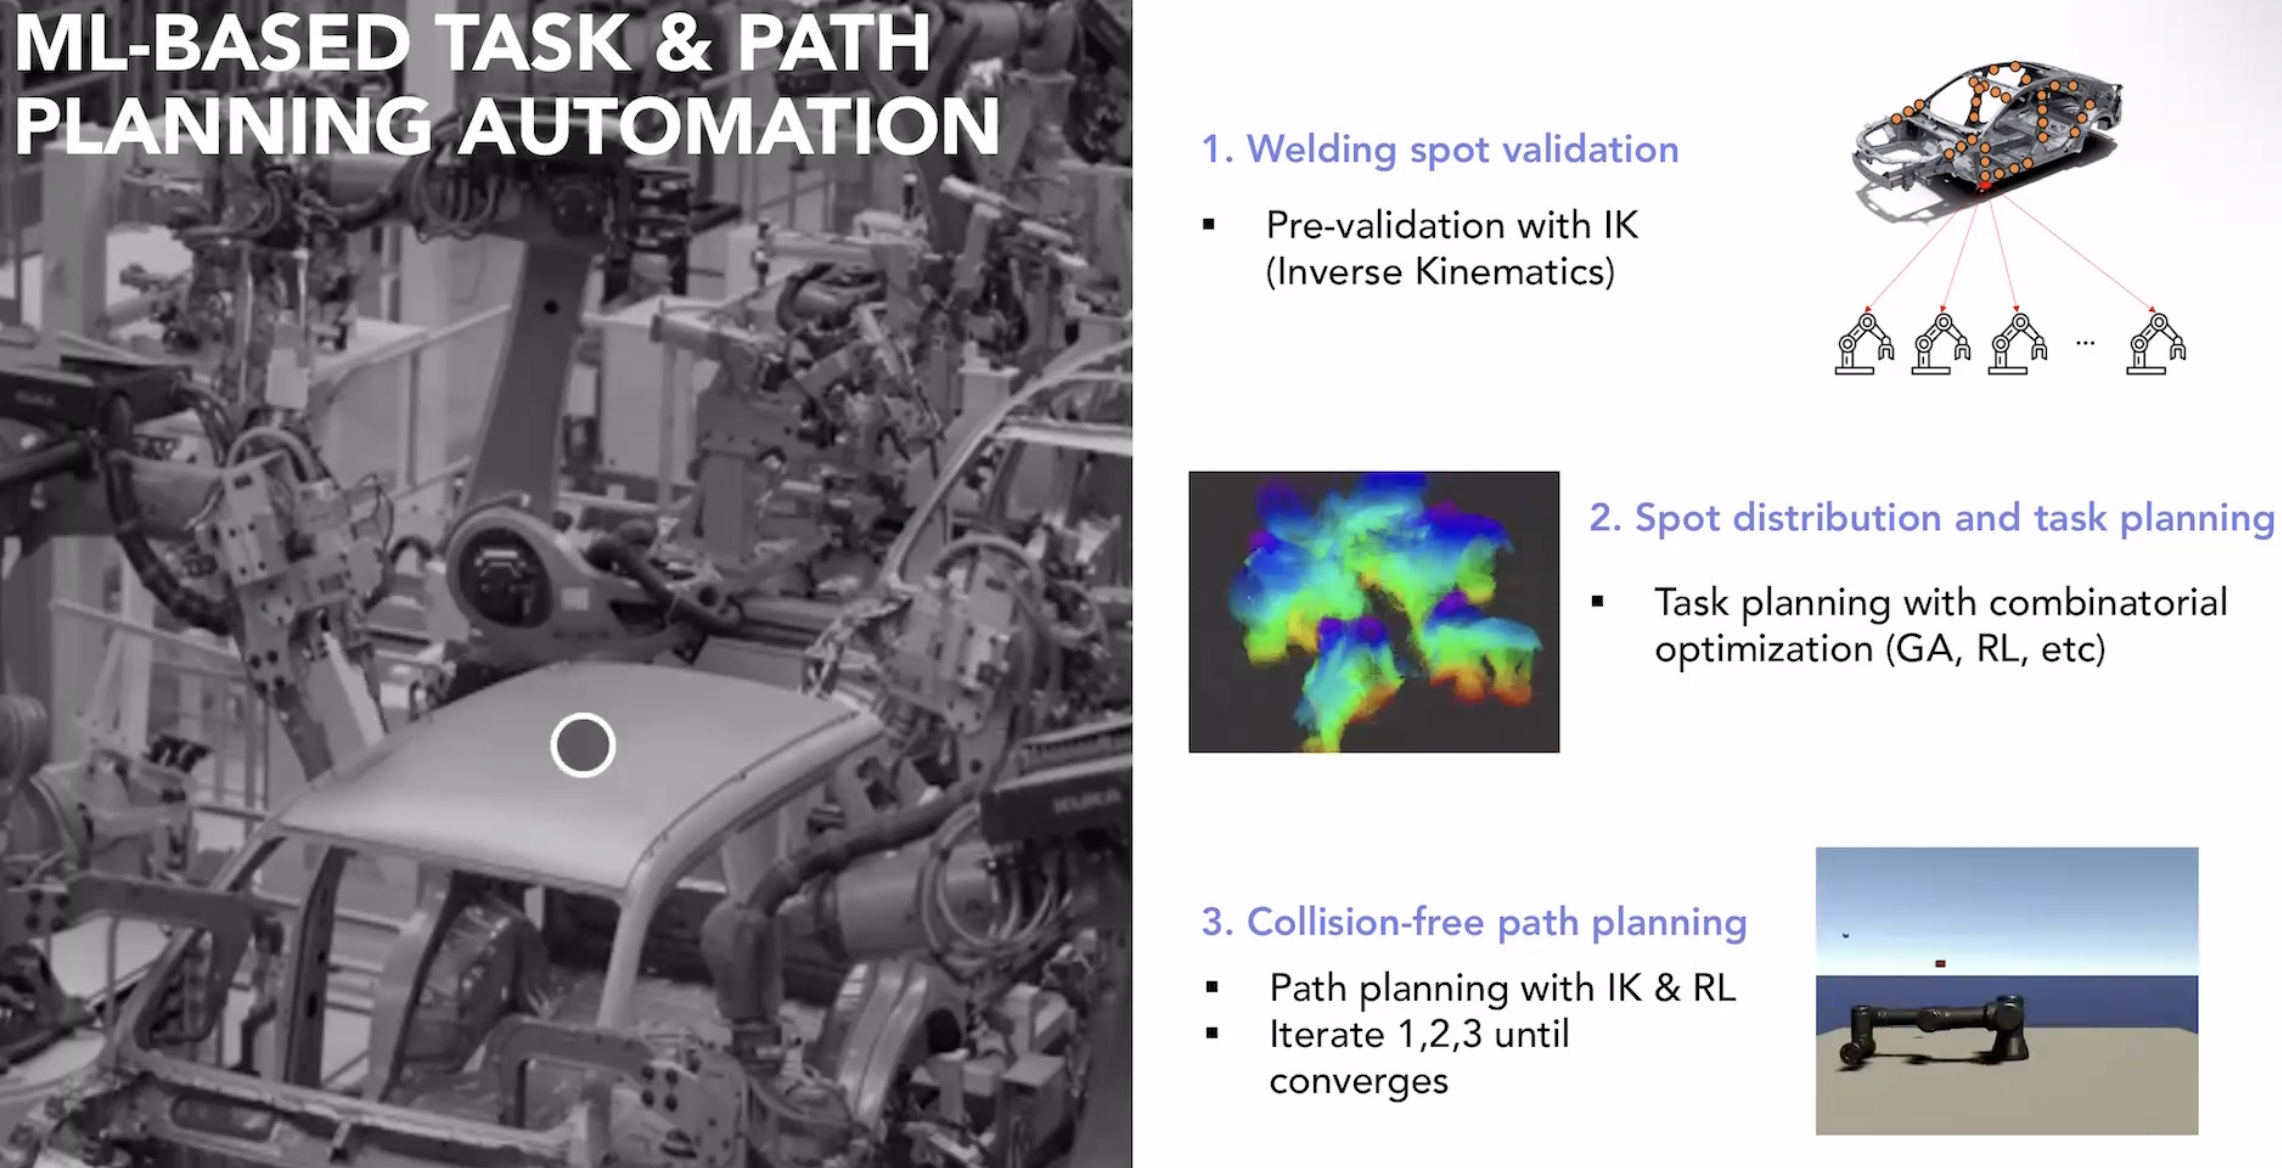 ML-BASED TASK & PATH
PLANNING AUTOMATION
1. Welding spot validation
▪ Pre-validation with IK
(Inverse Kinematics)
...
2. Spot distribution and task planning
▪ Task planning with combinatorial
optimization (GA, RL, etc)
KUKA
3. Collision-free path planning
▪ Path planning with IK & RL
▪ Iterate 1,2,3 until
converges